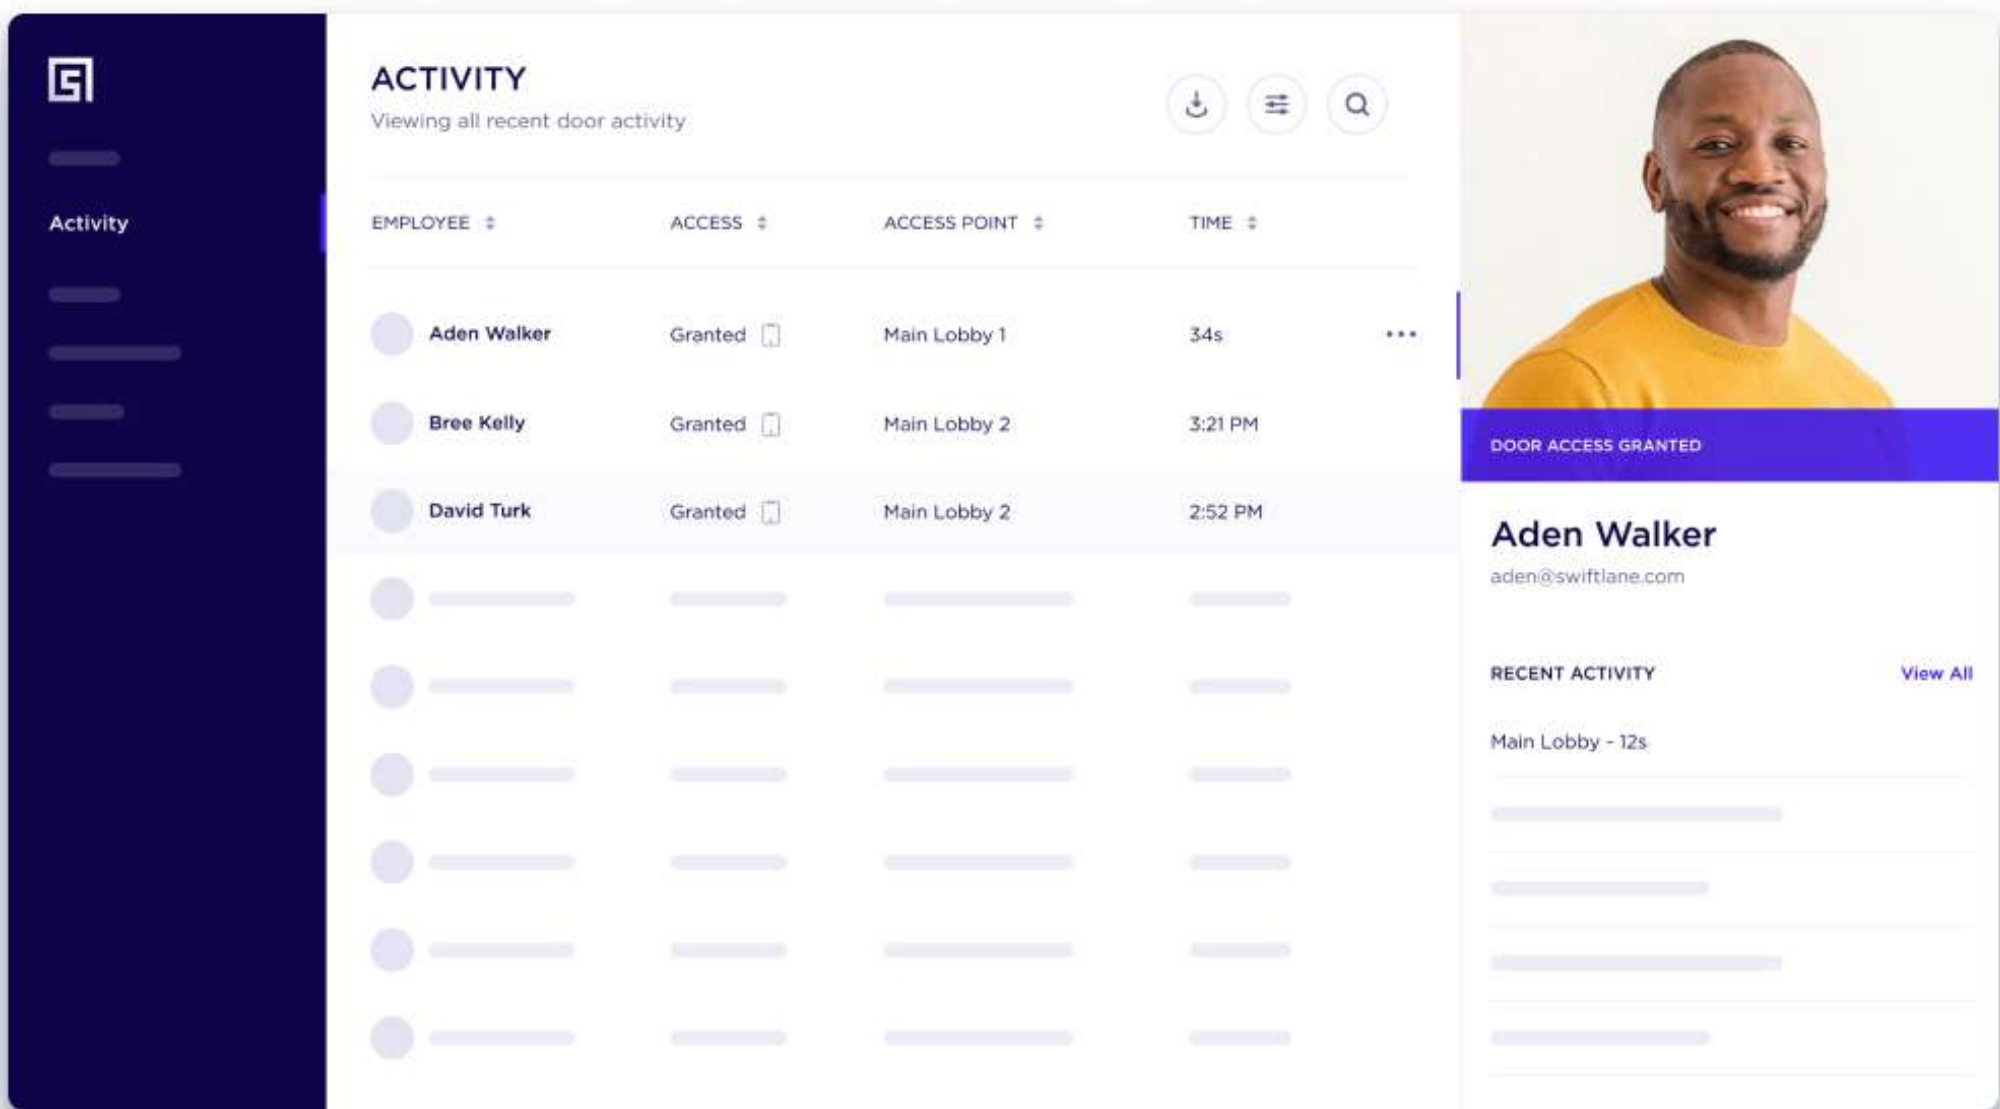 ACTIVITY
Viewing all recent door activity
Activity
EMPLOYEE ACCESS ACCESS POINT TIME
Aden Walker Granted Main Lobby 1 34s
Bree Kelly Granted Main Lobby 2 3:21 PM
David Turk Granted Main Lobby 2 2:52 PM
DOOR ACCESS GRANTED
Aden Walker
aden@swiftlane.com
RECENT ACTIVITY View All
Main Lobby - 12s